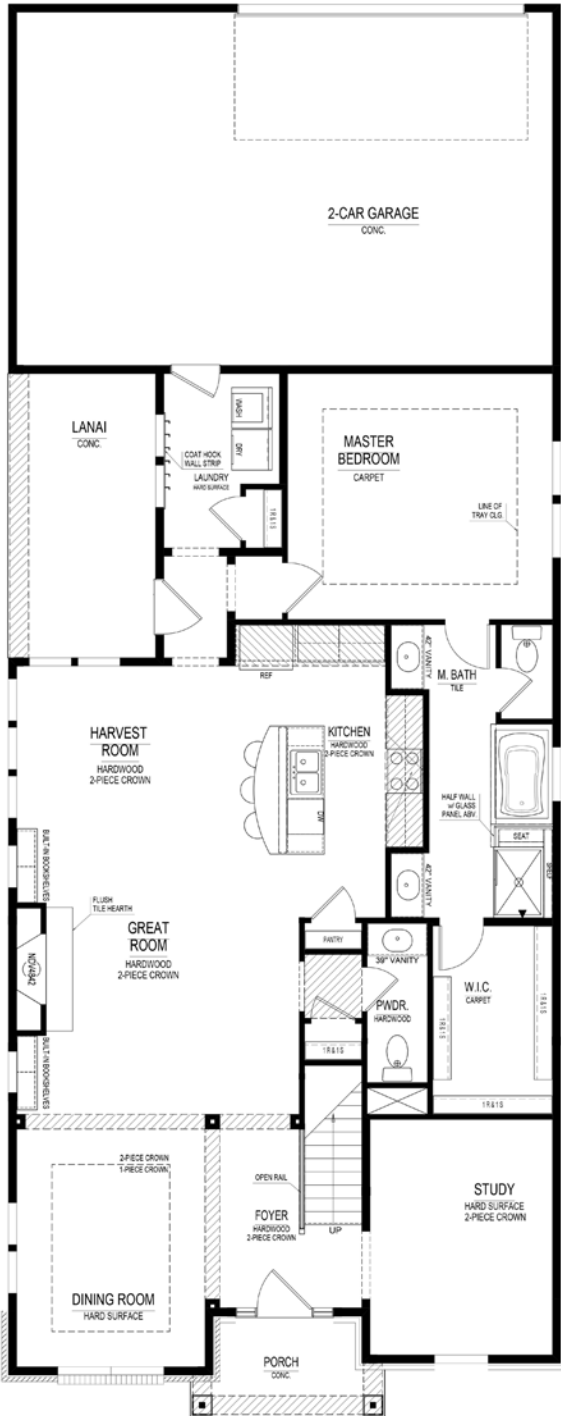 2-CAR GARAGE
CONC.
LANAI
CONC.
WASH
DRY
COAT HOOK
WALL STRIP
LAUNDRY
HARD SURFACE
1R&1S
MASTER
BEDROOM
CARPET
LINE OF
TRAY CLG.
REF
42" VANITY
M. BATH
TILE
HARVEST
ROOM
HARDWOOD
2-PIECE CROWN
KITCHEN
HARDWOOD
2-PIECE CROWN
DW
HALF WALL
w/ GLASS
PANEL ABV.
SEAT
SHELF
42" VANITY
BUILT-IN BOOKSHELVES
FLUSH
TILE HEARTH
GREAT
ROOM
HARDWOOD
2-PIECE CROWN
PANTRY
39" VANITY
PWDR.
HARDWOOD
W.I.C.
CARPET
1R&1S
1R&1S
1R&1S
1R&1S
BUILT-IN BOOKSHELVES
2-PIECE CROWN
1-PIECE CROWN
OPEN RAIL
FOYER
HARDWOOD
2-PIECE CROWN
UP
STUDY
HARD SURFACE
2-PIECE CROWN
DINING ROOM
HARD SURFACE
PORCH
CONC.